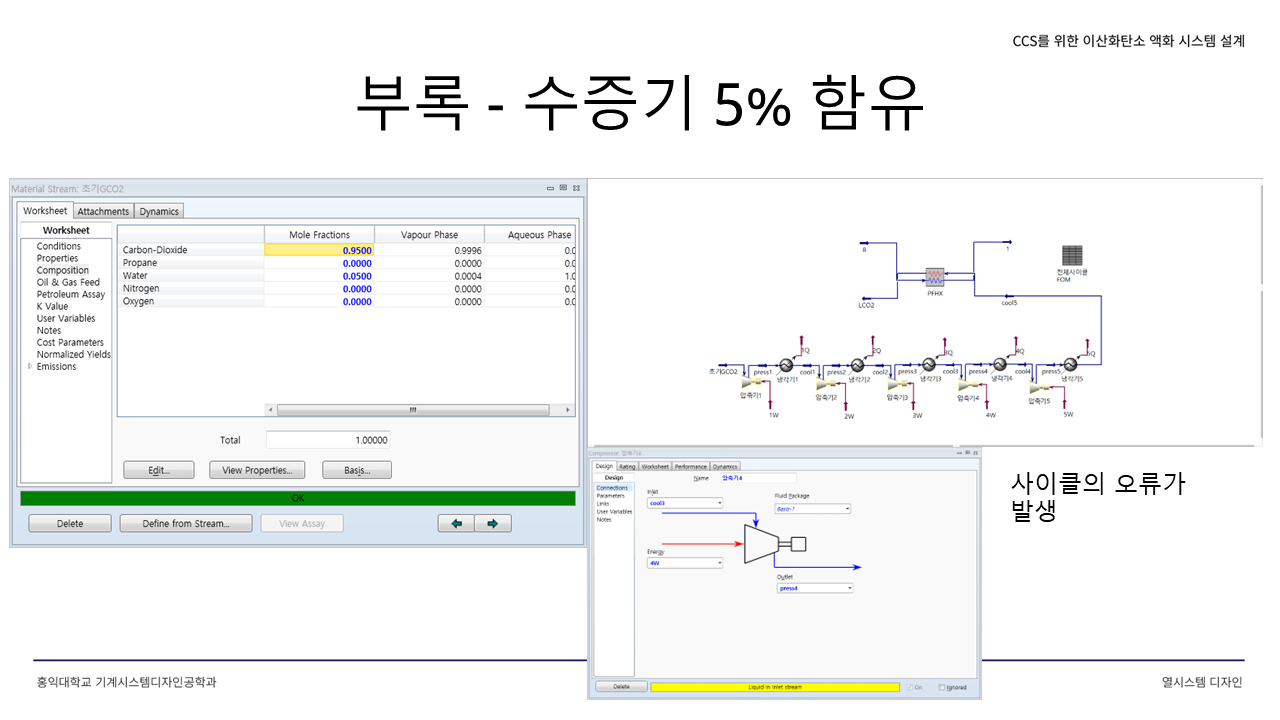 CCS를 위한 이산화탄소 액화 시스템 설계
부록 - 수증기 5% 함유
Material Stream: 초기GCO2
Worksheet Attachments Dynamics
Worksheet
Conditions
Properties
Composition
Oil & Gas Feed
Petroleum Assay
K Value
User Variables
Notes
Cost Parameters
Normalized Yields
Emissions
Mole Fractions Vapour Phase Aqueous Phase
Carbon-Dioxide 0.9500 0.9996 0.0
Propane 0.0000 0.0000 0.0
Water 0.0500 0.0004 1.0
Nitrogen 0.0000 0.0000 0.0
Oxygen 0.0000 0.0000 0.0
Total 1.00000
Edit... View Properties... Basis...
OK
Delete Define from Stream... View Assay
8 1
PFHX
전체사이클
FOM
LCO2 cool5
1Q 2Q 3Q 4Q 5Q
초기GCO2 press1 cool1 press2 cool2 press3 cool3 press4 cool4 press5
냉각기1 냉각기2 냉각기3 냉각기4 냉각기5
압축기1 압축기2 압축기3 압축기4 압축기5
1W 2W 3W 4W 5W
Compressor: 압축기4
Design Rating Worksheet Performance Dynamics
Design
Connections
Parameters
Links
User Variables
Notes
Name 압축기4
Inlet
cool3
Fluid Package
Basis-1
Energy
4W
Outlet
press4
Delete Liquid in inlet stream On Ignored
사이클의 오류가
발생
홍익대학교 기계시스템디자인공학과
열시스템 디자인